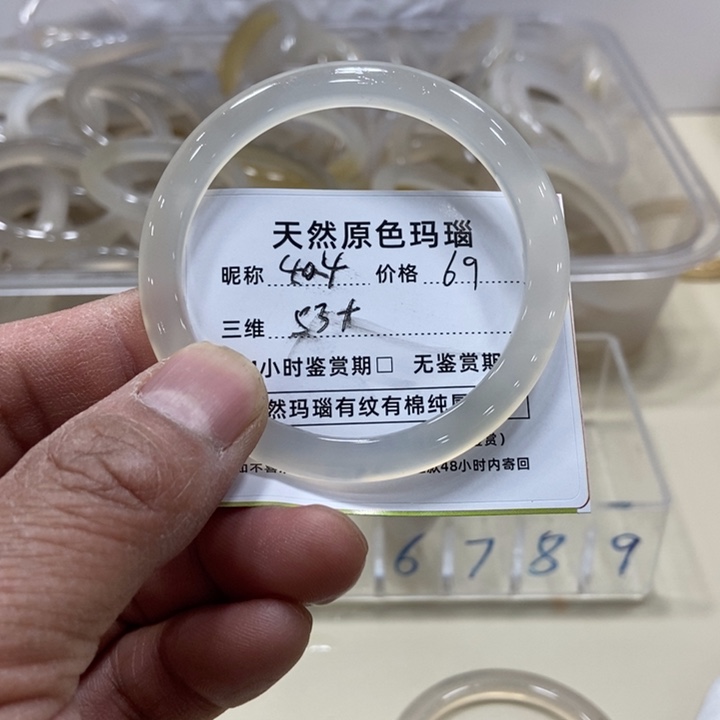 天然原色玛瑙
昵称 404 价格 69
三维 53+
小时鉴赏期□ 无鉴赏期
然玛瑙有纹有棉纯属
48小时内寄回
6 7 8 9